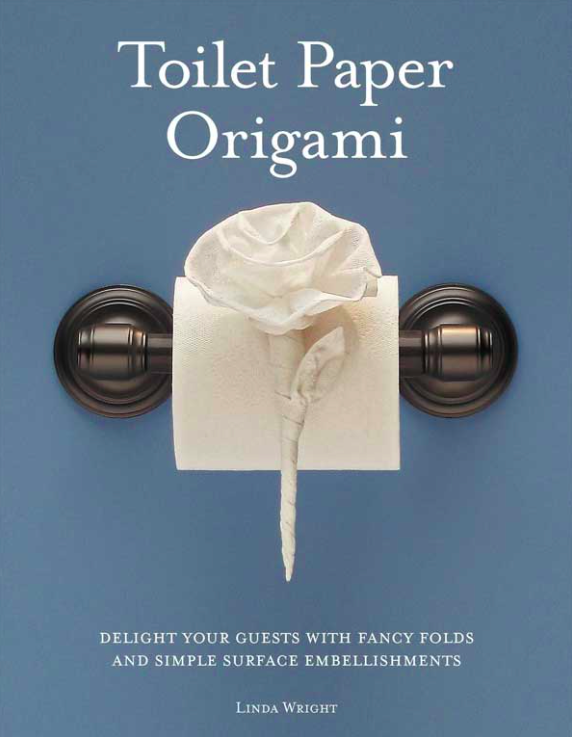 Toilet Paper
Origami
DELIGHT YOUR GUESTS WITH FANCY FOLDS
AND SIMPLE SURFACE EMBELLISHMENTS
LINDA WRIGHT